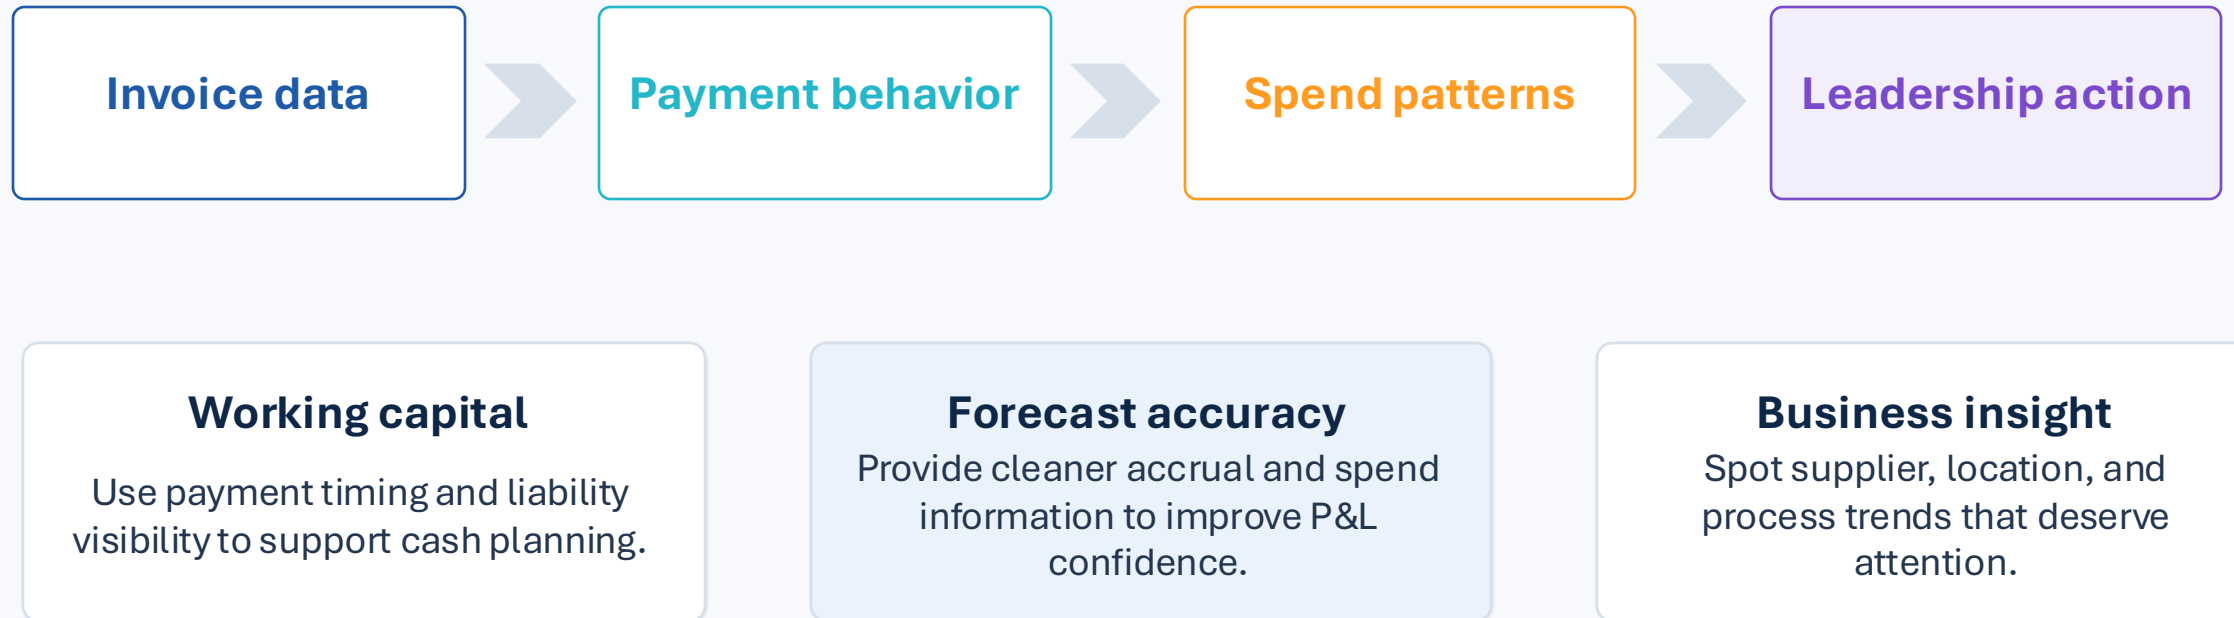 Invoice data
Payment behavior
Spend patterns
Leadership action
Working capital
Use payment timing and liability
visibility to support cash planning.
Forecast accuracy
Provide cleaner accrual and spend
information to improve P&L
confidence.
Business insight
Spot supplier, location, and
process trends that deserve
attention.